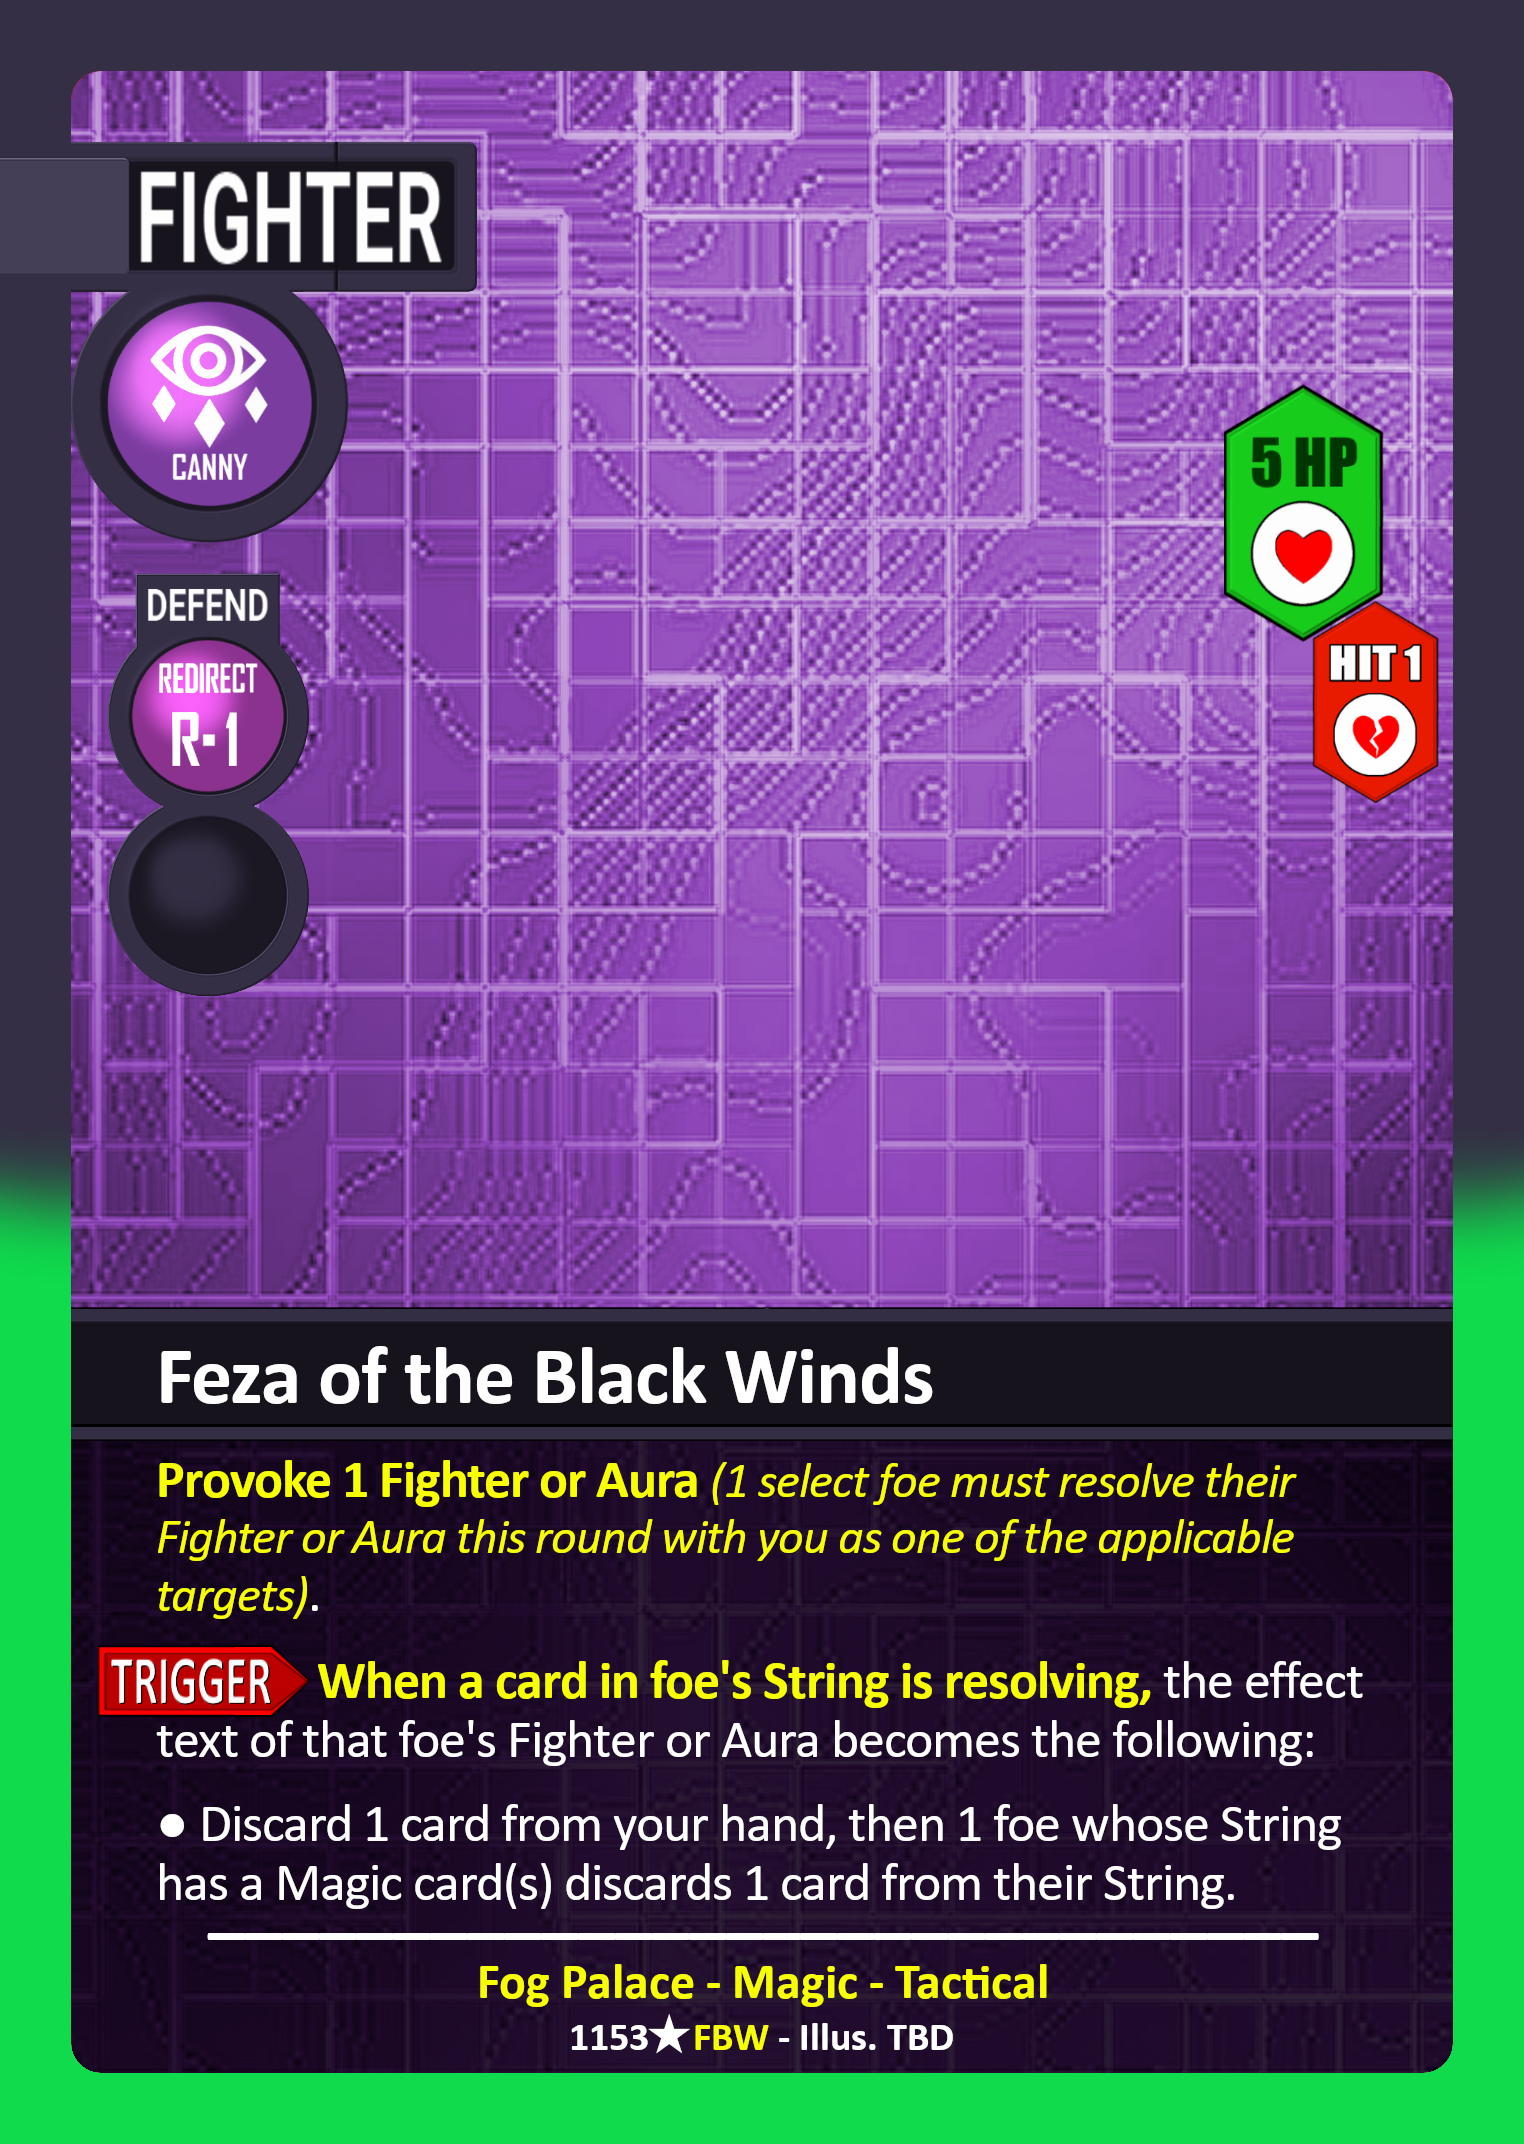 FIGHTER
CANNY
DEFEND
REDIRECT
R-1
5 HP
HIT 1
Feza of the Black Winds
Provoke 1 Fighter or Aura (1 select foe must resolve their
Fighter or Aura this round with you as one of the applicable
targets).
TRIGGER When a card in foe's String is resolving, the effect
text of that foe's Fighter or Aura becomes the following:
● Discard 1 card from your hand, then 1 foe whose String
has a Magic card(s) discards 1 card from their String.
Fog Palace - Magic - Tactical
1153★FBW - Illus. TBD